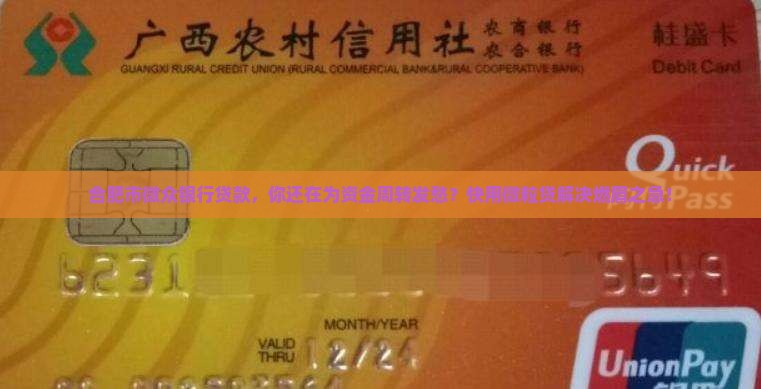 广西农村信用社 农商银行
农合银行
桂盛卡
GUANGXI RURAL CREDIT UNION (RURAL COMMERCIAL BANK&RURAL COOPERATIVE BANK)
Debit Card
Quick
合肥市微众银行贷款，你还在为资金周转发愁？快用微粒贷解决燃眉之急！
Pass
6231 5649
MONTH/YEAR
VALID
THRU 12/24
UnionPay